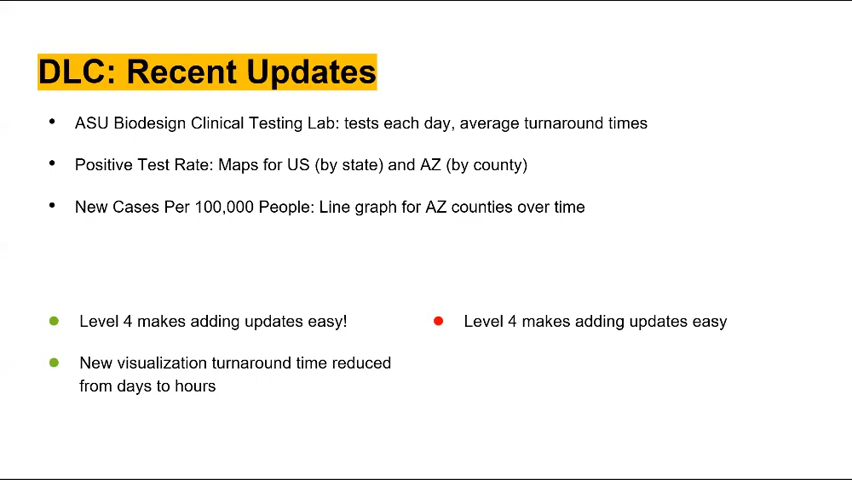 DLC: Recent Updates
• ASU Biodesign Clinical Testing Lab: tests each day, average turnaround times
• Positive Test Rate: Maps for US (by state) and AZ (by county)
• New Cases Per 100,000 People: Line graph for AZ counties over time
● Level 4 makes adding updates easy!
● New visualization turnaround time reduced
from days to hours
● Level 4 makes adding updates easy